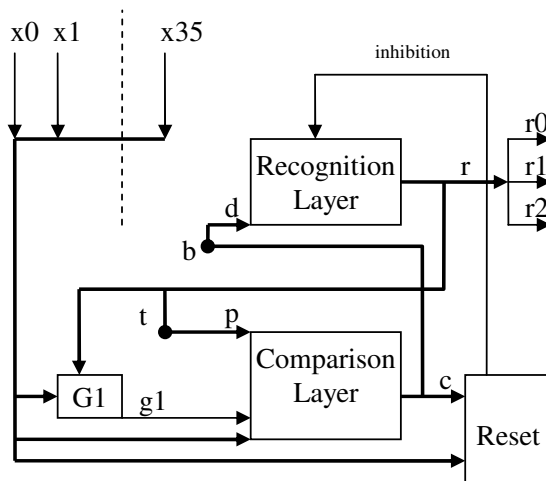 x0 x1 x35
inhibition
r0
Recognition
Layer
r
r1
r2
d
b
t
p
Comparison
Layer
G1
g1
c
Reset